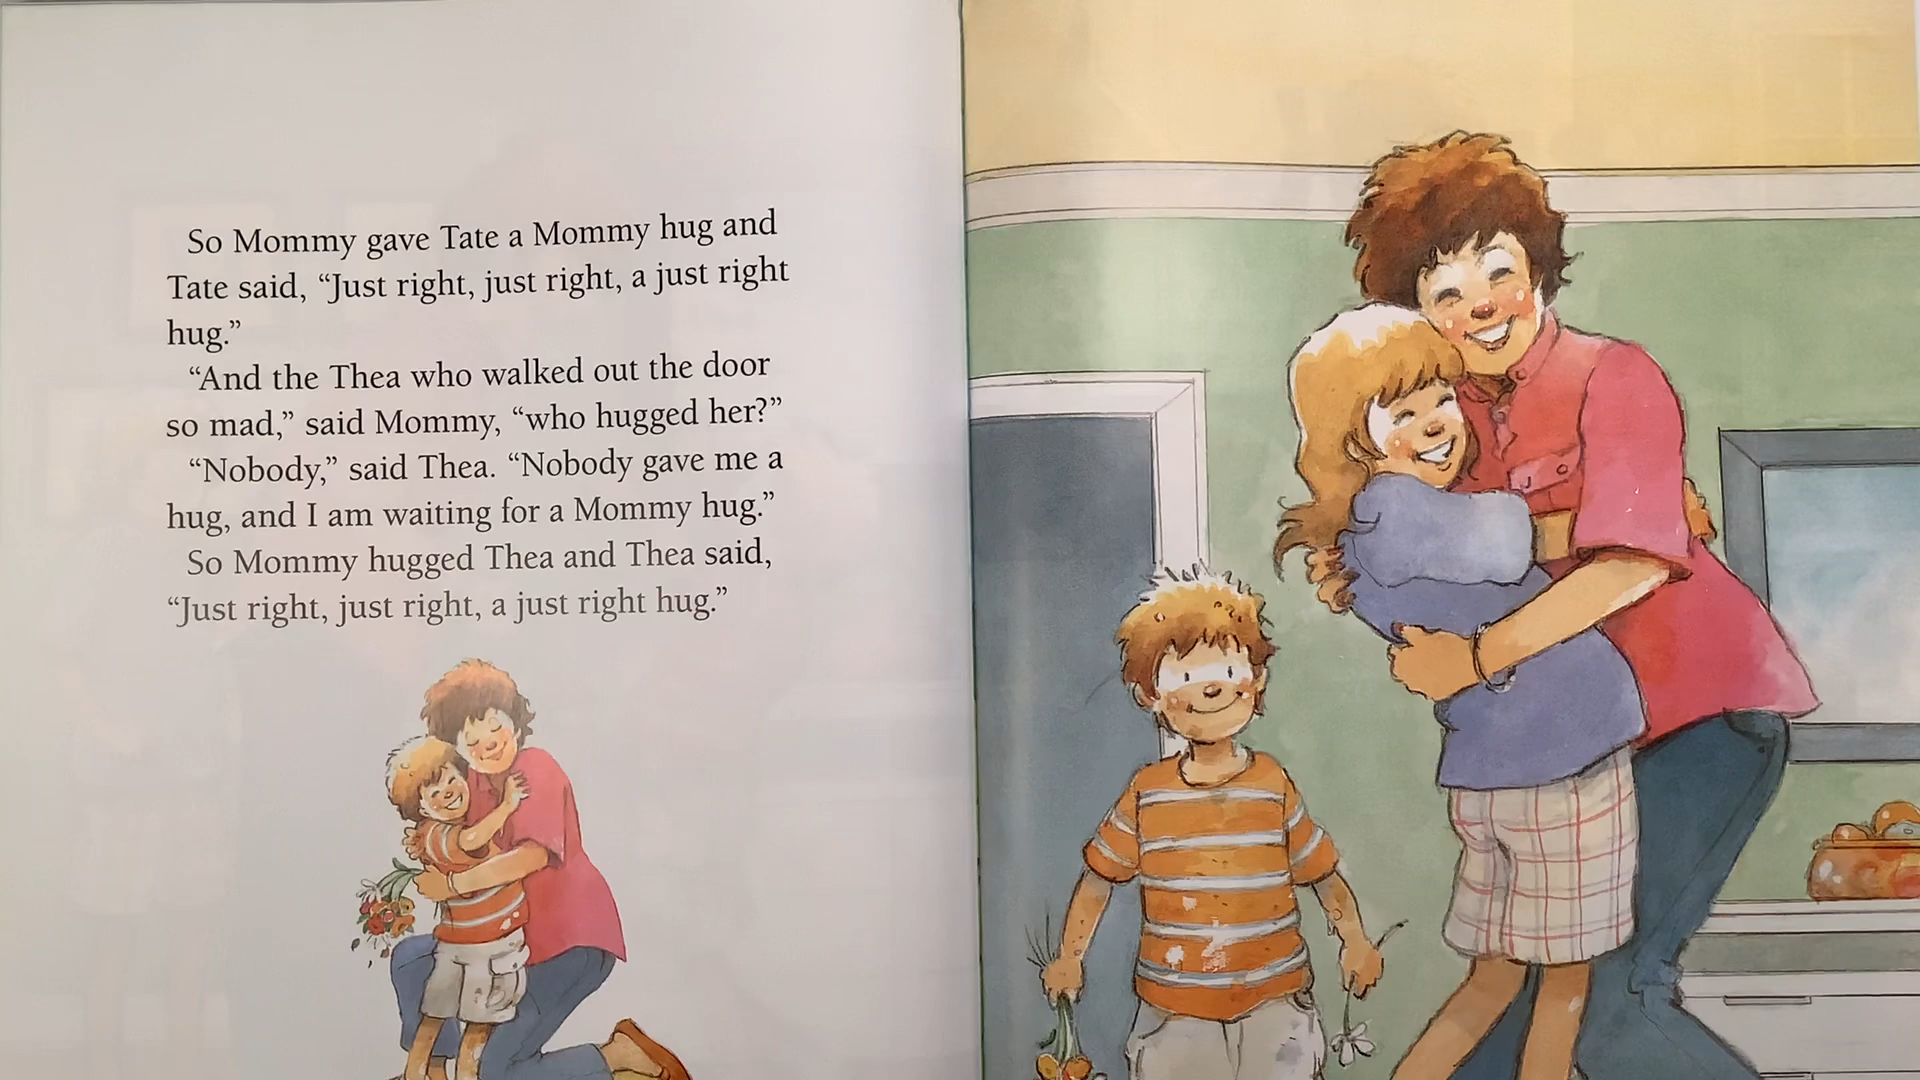 So Mommy gave Tate a Mommy hug and
Tate said, “Just right, just right, a just right
hug.”
“And the Thea who walked out the door
so mad,” said Mommy, “who hugged her?”
“Nobody,” said Thea. “Nobody gave me a
hug, and I am waiting for a Mommy hug.”
So Mommy hugged Thea and Thea said,
“Just right, just right, a just right hug.”